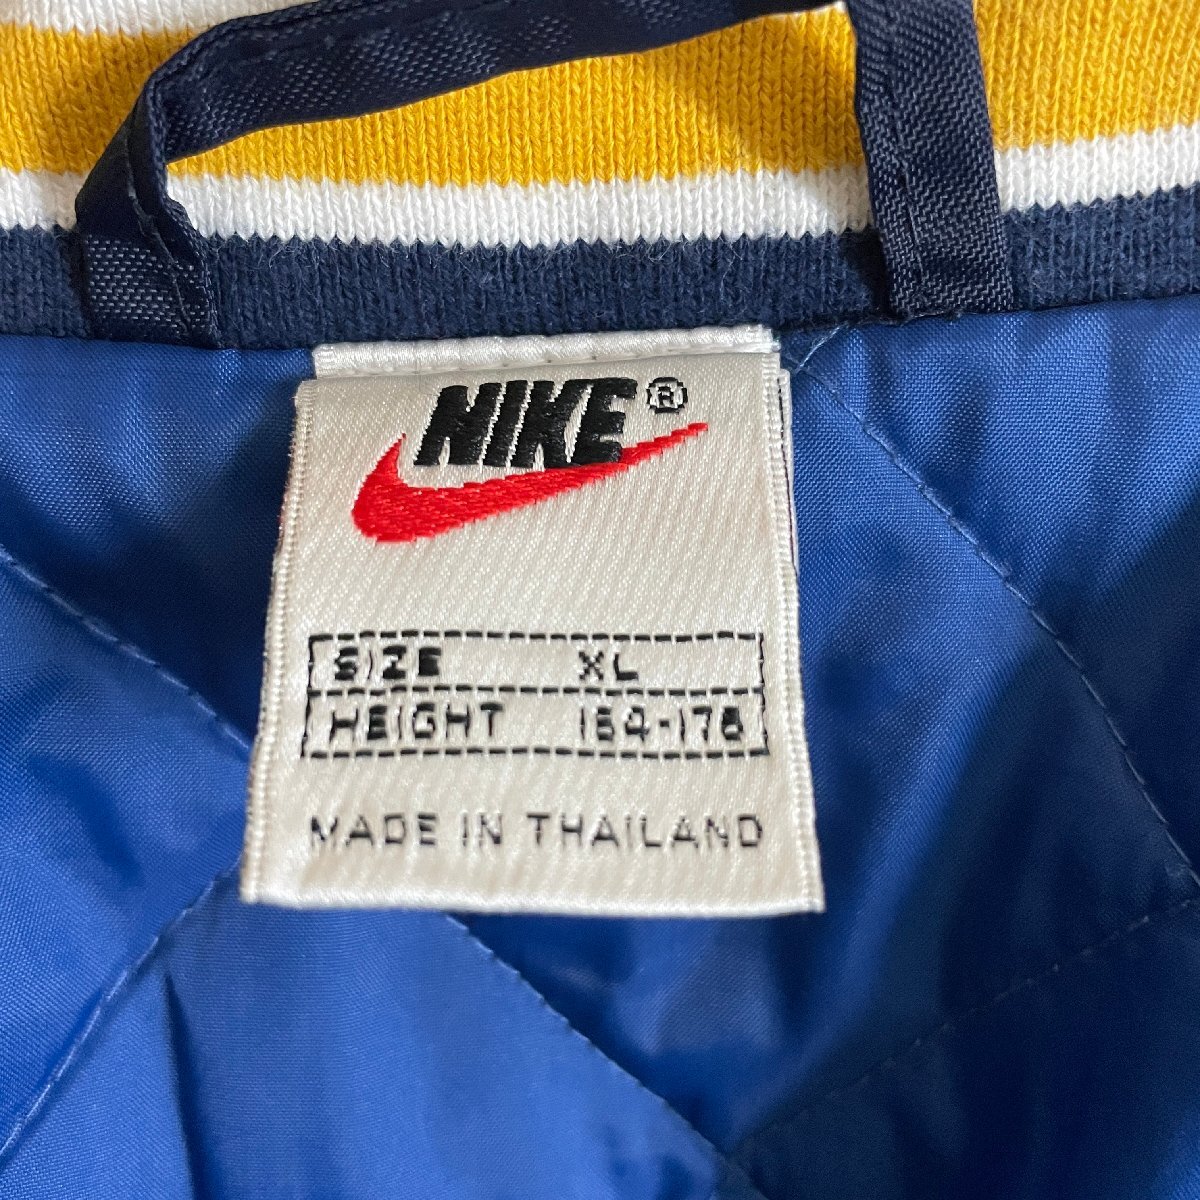 NIKE®
SIZE XL
HEIGHT 164-176
MADE IN THAILAND